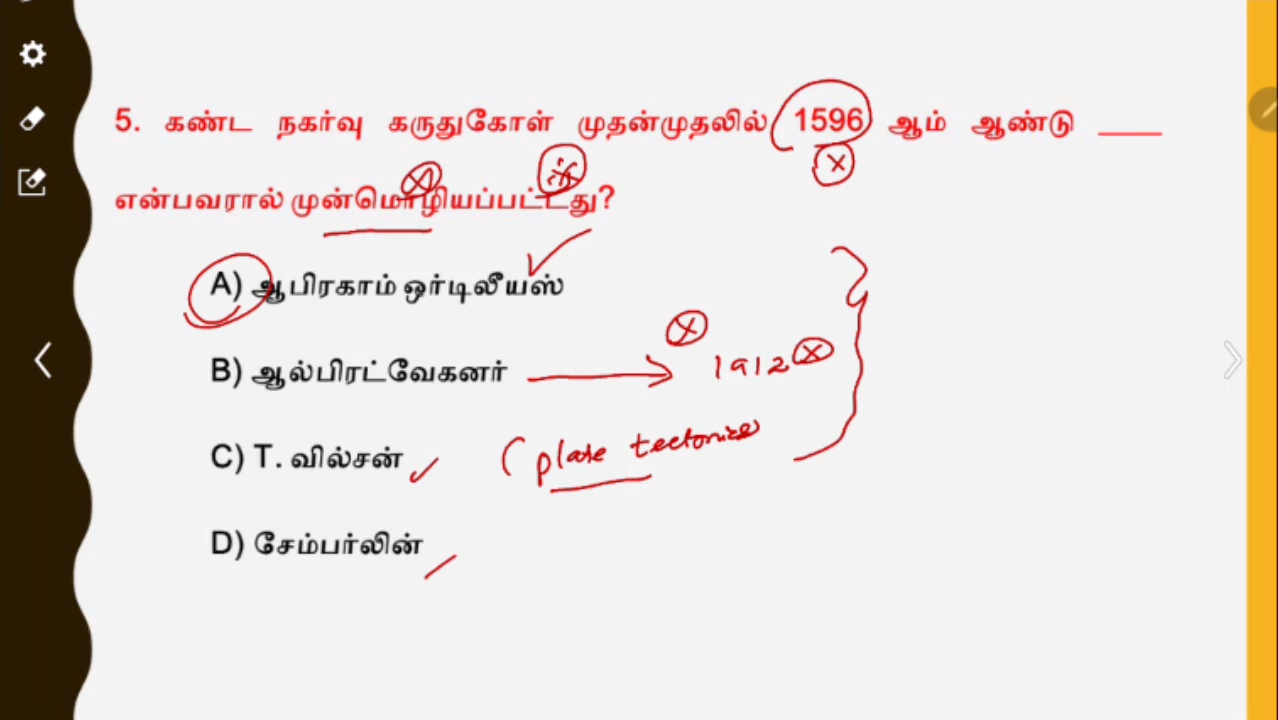 5. கண்ட நகர்வு கருதுகோள் முதன்முதலில் 1596 ஆம் ஆண்டு ____
என்பவரால் முன்மொழியப்பட்டது?
A) ஆபிரகாம் ஒர்டிலீயஸ்
B) ஆல்பிரட்வேகனர் 1912
C) T. வில்சன் (plate tectonics
D) சேம்பர்லின்